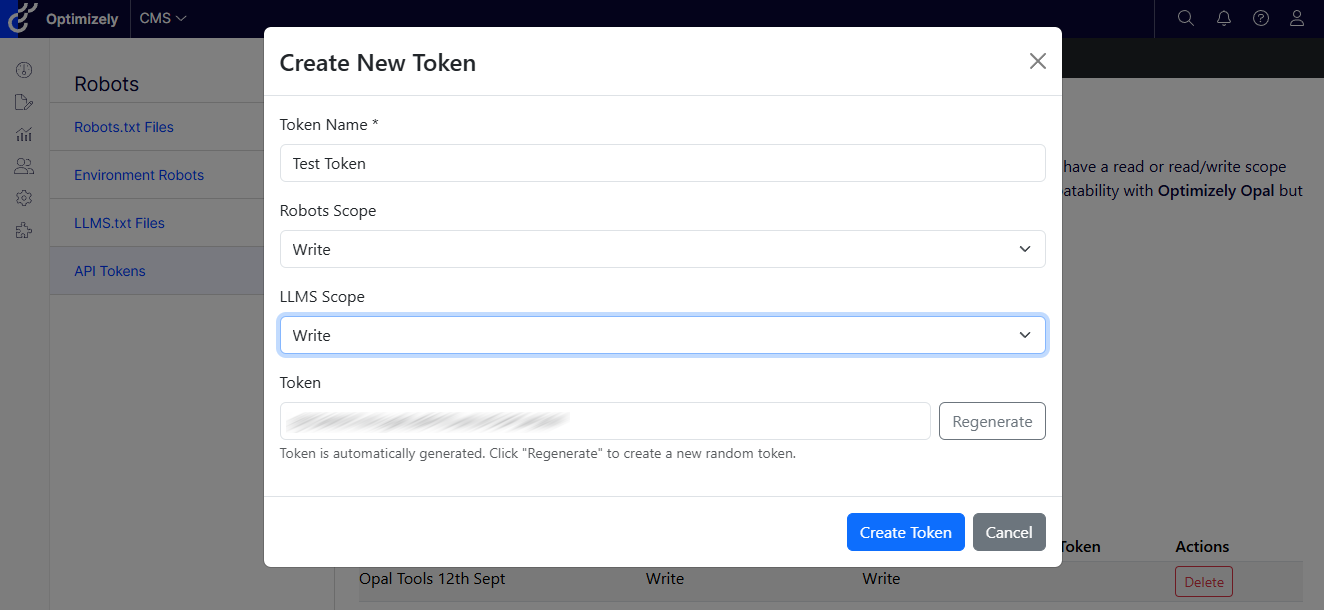 Optimizely
CMS
Robots
Robots.txt Files
Environment Robots
LLMS.txt Files
API Tokens
Create New Token
Token Name *
Test Token
Robots Scope
Write
LLMS Scope
Write
Token
Regenerate
Token is automatically generated. Click "Regenerate" to create a new random token.
Create Token
Cancel
have a read or read/write scope
Optimizely Opal but
Token
Actions
Opal Tools 12th Sept
Write
Write
Delete